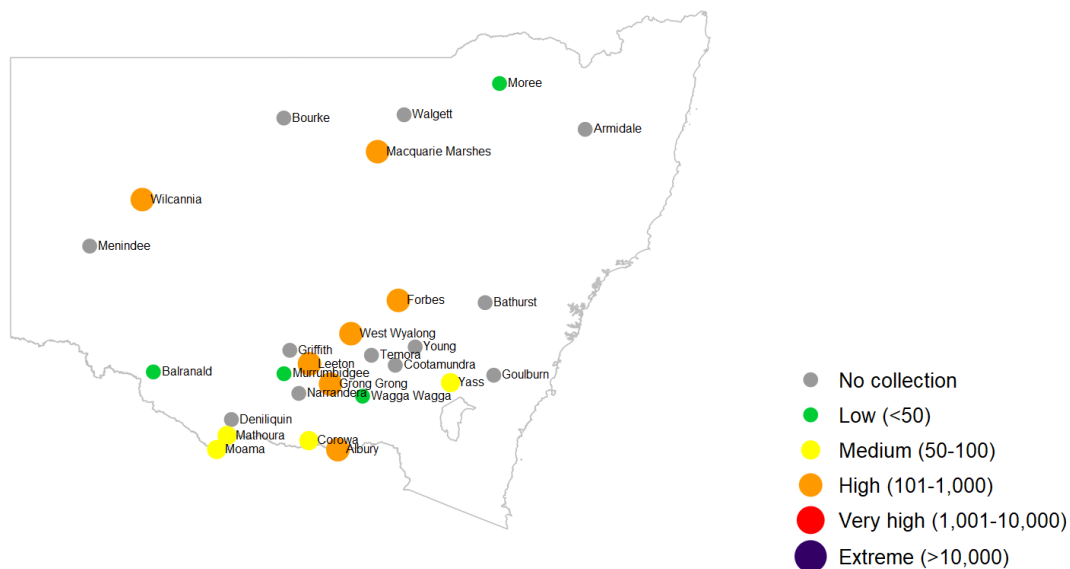 Moree
Bourke
Walgett
Armidale
Macquarie Marshes
Wilcannia
Menindee
Forbes
Bathurst
West Wyalong
Griffith
Young
Temora
Leeton
Cootamundra
Balranald
Murrumbidgee
Goulburn
Grong Grong
Yass
Narrandera
Wagga Wagga
Deniliquin
Mathoura
Corowa
Moama
Albury
No collection
Low (<50)
Medium (50-100)
High (101-1,000)
Very high (1,001-10,000)
Extreme (>10,000)